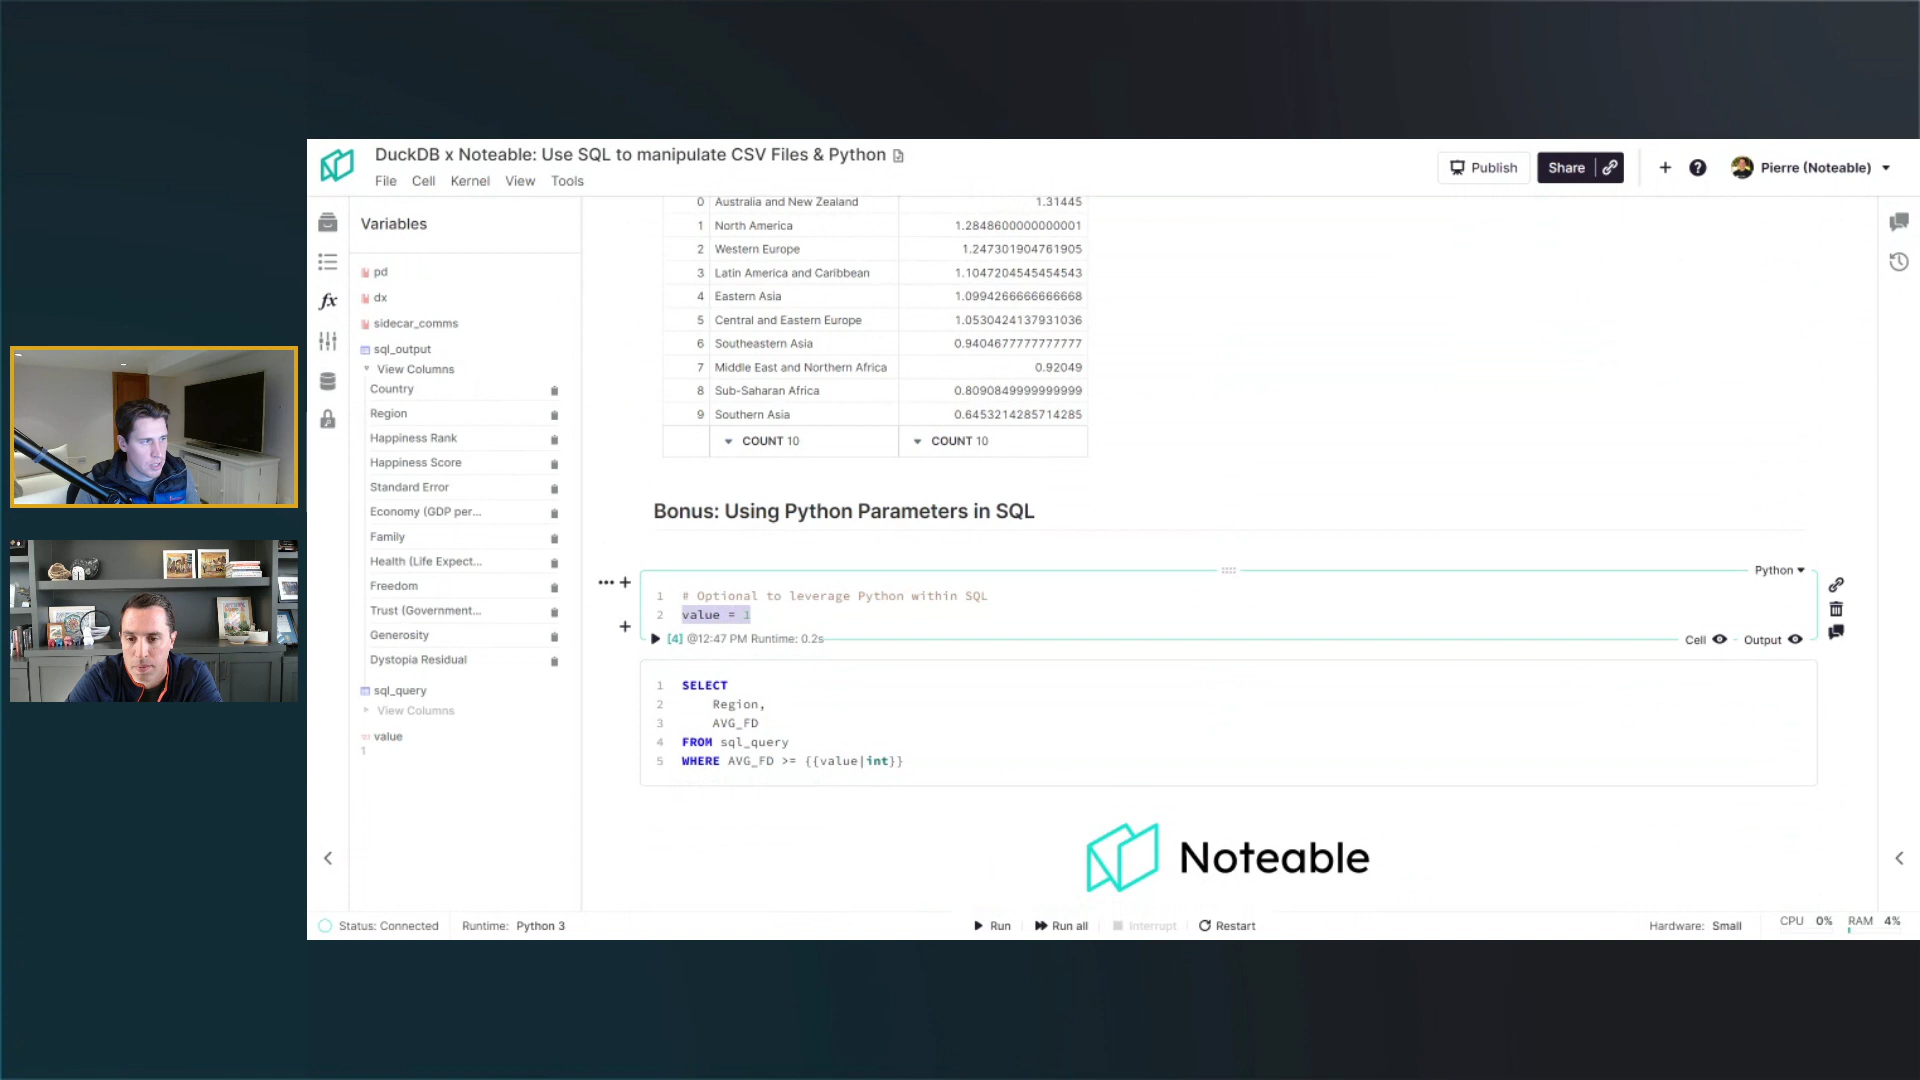 DuckDB x Noteable: Use SQL to manipulate CSV Files & Python
File Cell Kernel View Tools
Publish
Share
Pierre (Noteable)
Variables
pd
dx
sidecar_comms
sql_output
View Columns
Country
Region
Happiness Rank
Happiness Score
Standard Error
Economy (GDP per...
Family
Health (Life Expect...
Freedom
Trust (Government...
Generosity
Dystopia Residual
sql_query
View Columns
value
1
0 Australia and New Zealand 1.31445
1 North America 1.2848600000000001
2 Western Europe 1.247301904761905
3 Latin America and Caribbean 1.1047204545454543
4 Eastern Asia 1.0994266666666668
5 Central and Eastern Europe 1.0530424137931036
6 Southeastern Asia 0.9404677777777777
7 Middle East and Northern Africa 0.92049
8 Sub-Saharan Africa 0.8090849999999999
9 Southern Asia 0.6453214285714285
COUNT 10 COUNT 10
Bonus: Using Python Parameters in SQL
Python
1 # Optional to leverage Python within SQL
2 value = 1
[4] @12:47 PM Runtime: 0.2s
Cell Output
1 SELECT
2 Region,
3 AVG_FD
4 FROM sql_query
5 WHERE AVG_FD >= {{value|int}}
Noteable
Status: Connected Runtime: Python 3
Run Run all Interrupt Restart
Hardware: Small CPU 0% RAM 4%